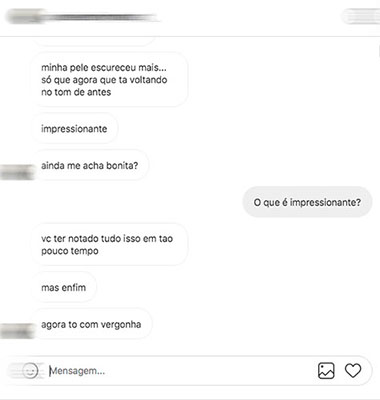 minha pele escureceu mais...
só que agora que ta voltando
no tom de antes
impressionante
ainda me acha bonita?
O que é impressionante?
vc ter notado tudo isso em tao
pouco tempo
mas enfim
agora to com vergonha
Mensagem...